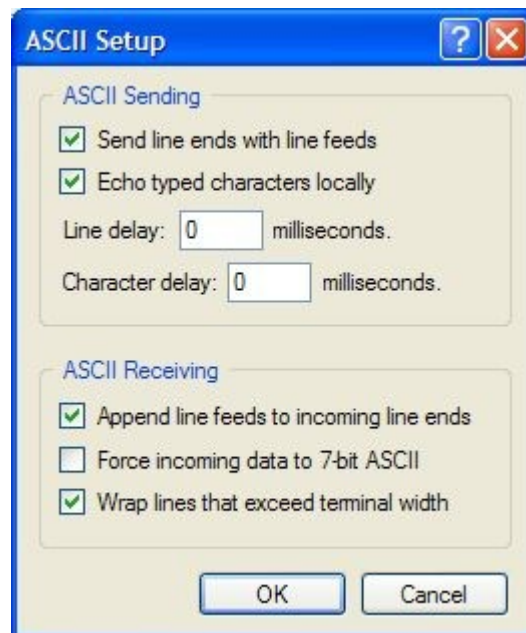 ASCII Setup
ASCII Sending
Send line ends with line feeds
Echo typed characters locally
Line delay: 0 milliseconds.
Character delay: 0 milliseconds.
ASCII Receiving
Append line feeds to incoming line ends
Force incoming data to 7-bit ASCII
Wrap lines that exceed terminal width
OK Cancel